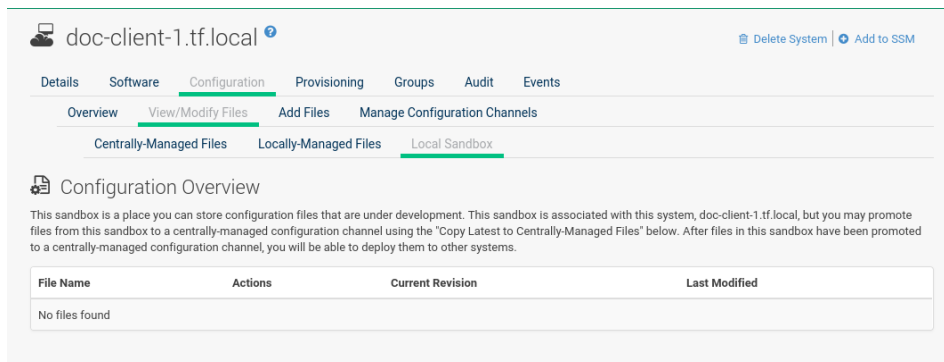 doc-client-1.tf.local ?
Delete System | Add to SSM
Details Software Configuration Provisioning Groups Audit Events
Overview View/Modify Files Add Files Manage Configuration Channels
Centrally-Managed Files Locally-Managed Files Local Sandbox
Configuration Overview
This sandbox is a place you can store configuration files that are under development. This sandbox is associated with this system, doc-client-1.tf.local, but you may promote
files from this sandbox to a centrally-managed configuration channel using the "Copy Latest to Centrally-Managed Files" below. After files in this sandbox have been promoted
to a centrally-managed configuration channel, you will be able to deploy them to other systems.
File Name Actions Current Revision Last Modified
No files found